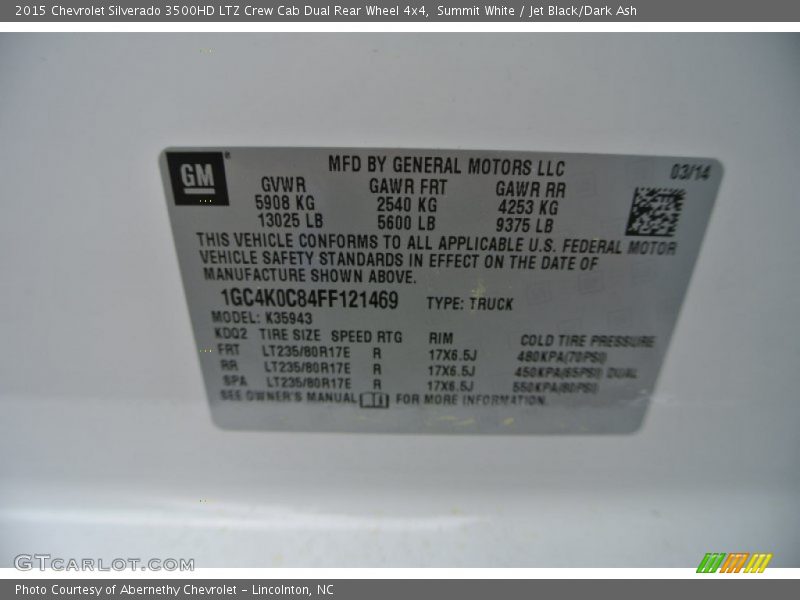 2015 Chevrolet Silverado 3500HD LTZ Crew Cab Dual Rear Wheel 4x4, Summit White / Jet Black/Dark Ash
GM®
MFD BY GENERAL MOTORS LLC 03/14
GVWR GAWR FRT GAWR RR
5908 KG 2540 KG 4253 KG
13025 LB 5600 LB 9375 LB
THIS VEHICLE CONFORMS TO ALL APPLICABLE U.S. FEDERAL MOTOR
VEHICLE SAFETY STANDARDS IN EFFECT ON THE DATE OF
MANUFACTURE SHOWN ABOVE.
1GC4K0C84FF121469 TYPE: TRUCK
MODEL: K35943
KDQ2 TIRE SIZE SPEED RTG RIM COLD TIRE PRESSURE
FRT LT235/80R17E R 17X6.5J 480KPA(70PSI)
RR LT235/80R17E R 17X6.5J 450KPA(65PSI) DUAL
SPA LT235/80R17E R 17X6.5J 550KPA(80PSI)
SEE OWNER'S MANUAL FOR MORE INFORMATION.
GTCARLOT.COM
Photo Courtesy of Abernethy Chevrolet – Lincolnton, NC